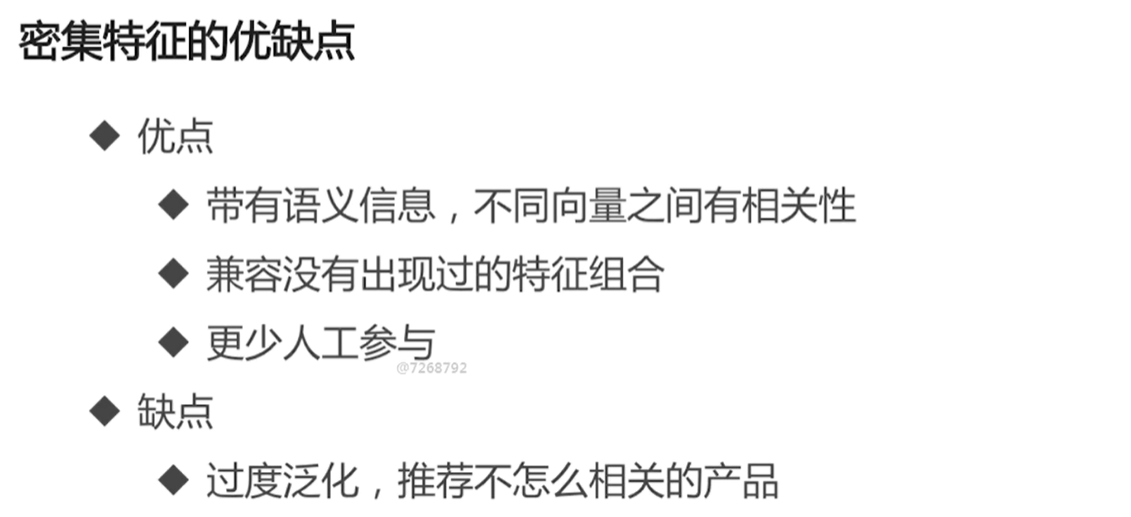 密集特征的优缺点
◆ 优点
◆ 带有语义信息，不同向量之间有相关性
◆ 兼容没有出现过的特征组合
◆ 更少人工参与
@7268792
◆ 缺点
◆ 过度泛化，推荐不怎么相关的产品